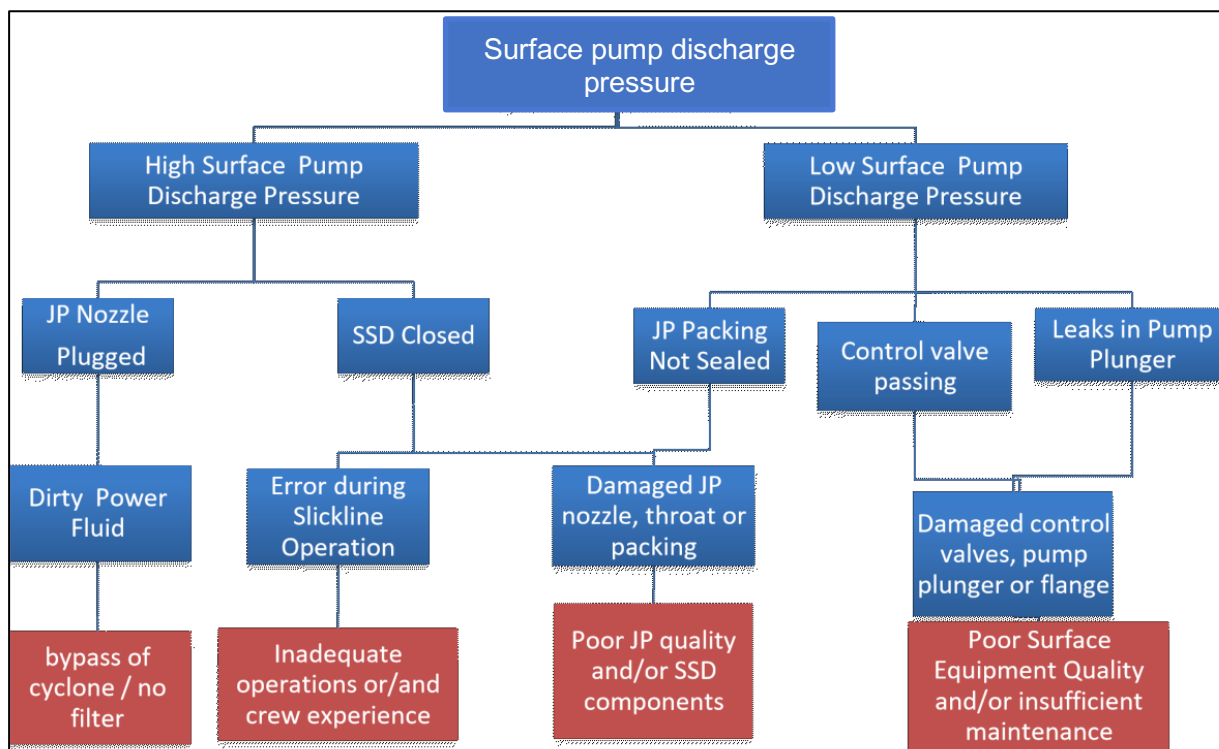 Surface pump discharge
pressure
High Surface Pump
Discharge Pressure
Low Surface Pump
Discharge Pressure
JP Nozzle
Plugged
SSD Closed
JP Packing
Not Sealed
Control valve
passing
Leaks in Pump
Plunger
Dirty Power
Fluid
Error during
Slickline
Operation
Damaged JP
nozzle, throat or
packing
Damaged control
valves, pump
plunger or flange
bypass of
cyclone / no
filter
Inadequate
operations or/and
crew experience
Poor JP quality
and/or SSD
components
Poor Surface
Equipment Quality
and/or insufficient
maintenance